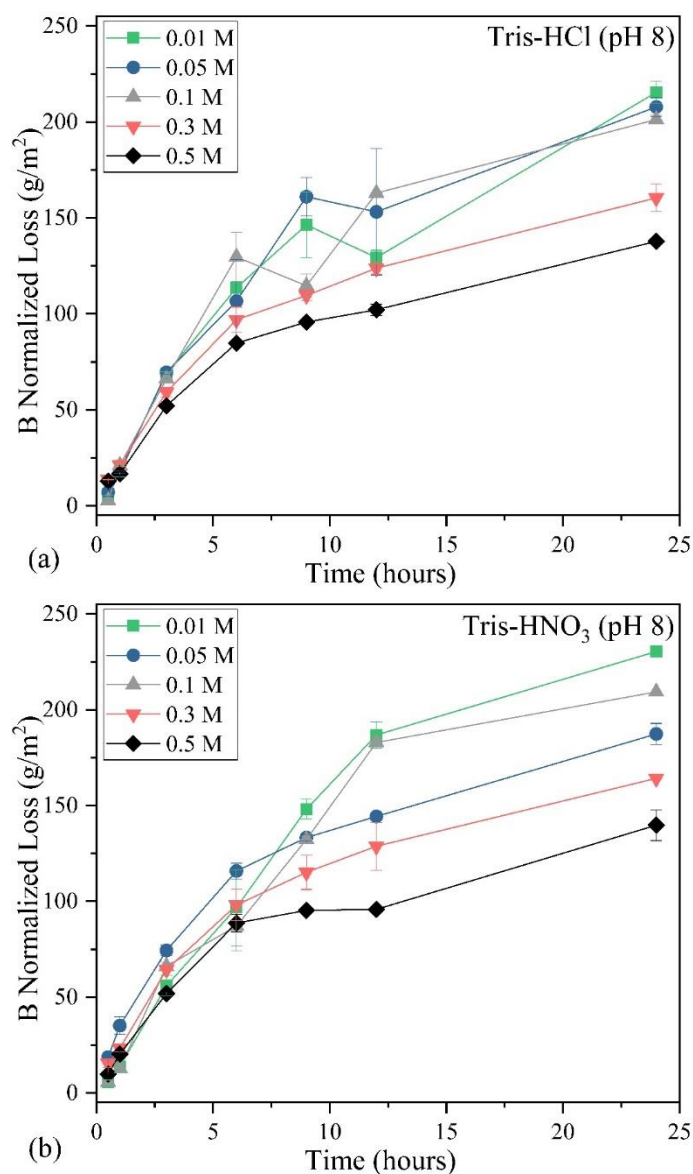 250
200
150
100
50
0
B Normalized Loss (g/m²)
0.01 M
0.05 M
0.1 M
0.3 M
0.5 M
Tris-HCl (pH 8)
0 5 10 15 20 25
Time (hours)
(a)
250
200
150
100
50
0
B Normalized Loss (g/m²)
0.01 M
0.05 M
0.1 M
0.3 M
0.5 M
Tris-HNO₃ (pH 8)
0 5 10 15 20 25
Time (hours)
(b)